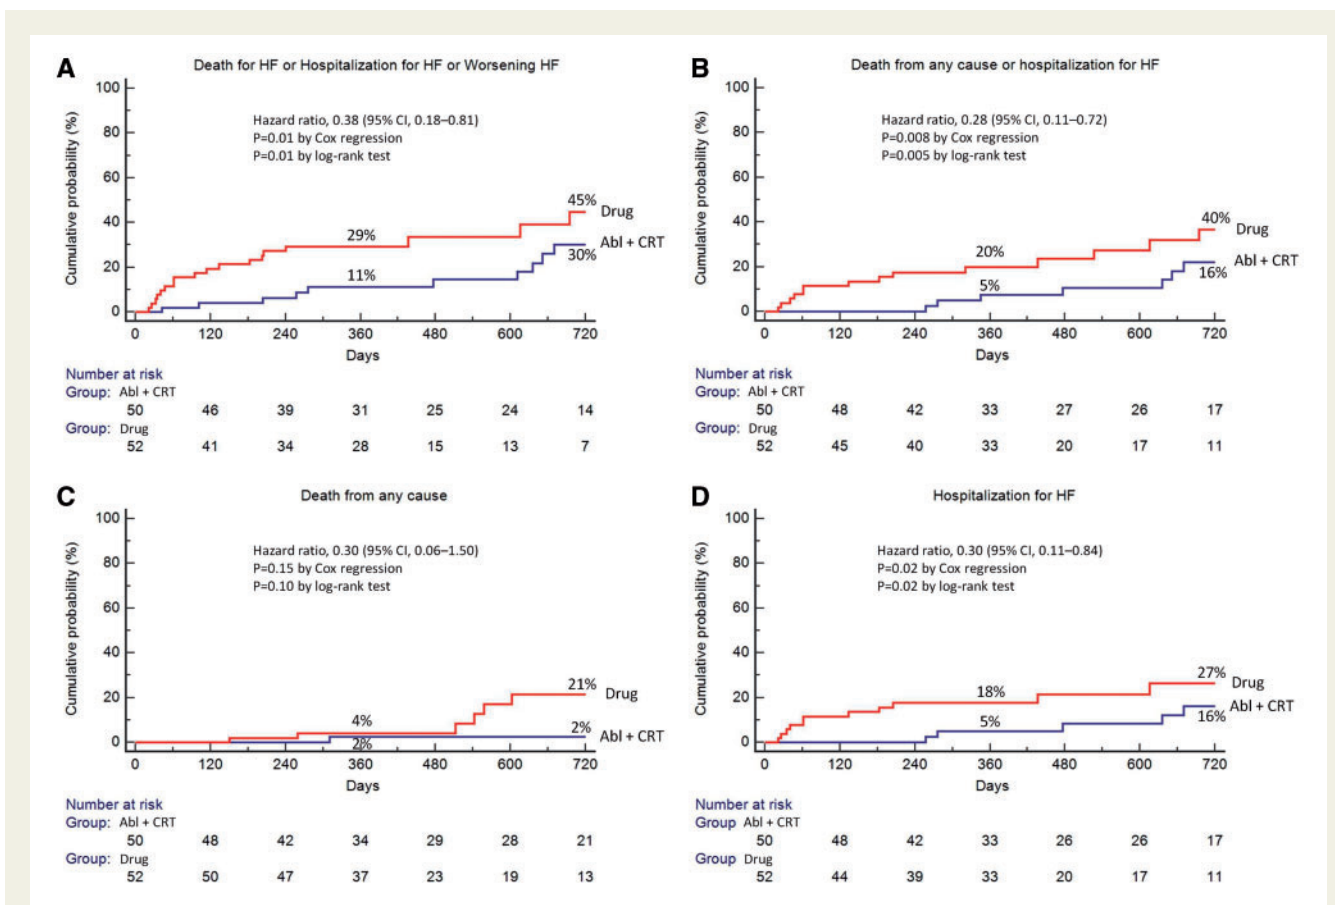 A
Death for HF or Hospitalization for HF or Worsening HF
Cumulative probability (%)
100
80
60
40
20
0
Hazard ratio, 0.38 (95% CI, 0.18–0.81)
P=0.01 by Cox regression
P=0.01 by log-rank test
45%
Drug
29%
Abl + CRT
30%
11%
0 120 240 360 480 600 720
Days
Number at risk
Group: Abl + CRT
50 46 39 31 25 24 14
Group: Drug
52 41 34 28 15 13 7
B
Death from any cause or hospitalization for HF
Cumulative probability (%)
100
80
60
40
20
0
Hazard ratio, 0.28 (95% CI, 0.11–0.72)
P=0.008 by Cox regression
P=0.005 by log-rank test
40%
Drug
20%
Abl + CRT
16%
5%
0 120 240 360 480 600 720
Days
Number at risk
Group: Abl + CRT
50 48 42 33 27 26 17
Group: Drug
52 45 40 33 20 17 11
C
Death from any cause
Cumulative probability (%)
100
80
60
40
20
0
Hazard ratio, 0.30 (95% CI, 0.06–1.50)
P=0.15 by Cox regression
P=0.10 by log-rank test
21%
Drug
4%
2%
Abl + CRT
2%
0 120 240 360 480 600 720
Days
Number at risk
Group: Abl + CRT
50 48 42 34 29 28 21
Group: Drug
52 50 47 37 23 19 13
D
Hospitalization for HF
Cumulative probability (%)
100
80
60
40
20
0
Hazard ratio, 0.30 (95% CI, 0.11–0.84)
P=0.02 by Cox regression
P=0.02 by log-rank test
27%
Drug
18%
Abl + CRT
16%
5%
0 120 240 360 480 600 720
Days
Number at risk
Group Abl + CRT
50 48 42 33 26 26 17
Group Drug
52 44 39 33 20 17 11